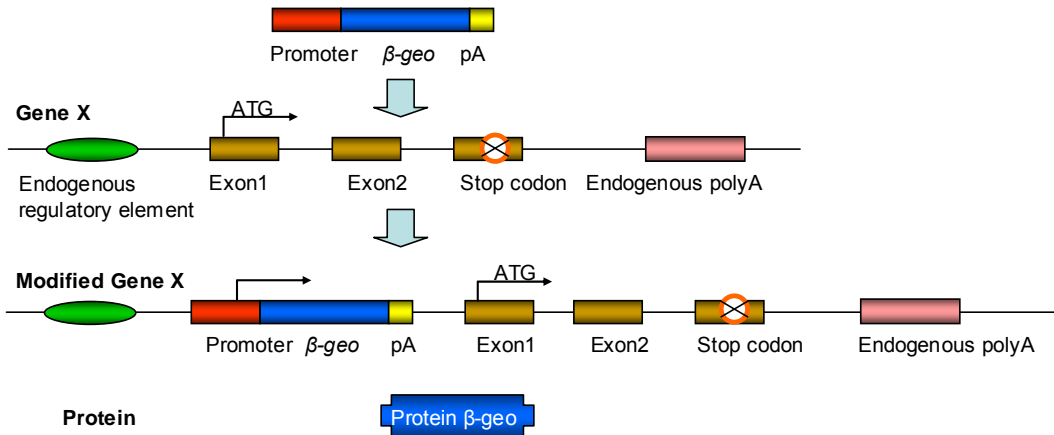 Promoter β-geo pA
ATG
Gene X
Exon1 Exon2 Stop codon Endogenous polyA
Endogenous
regulatory element
Modified Gene X
ATG
Promoter β-geo pA Exon1 Exon2 Stop codon Endogenous polyA
Protein Protein β-geo